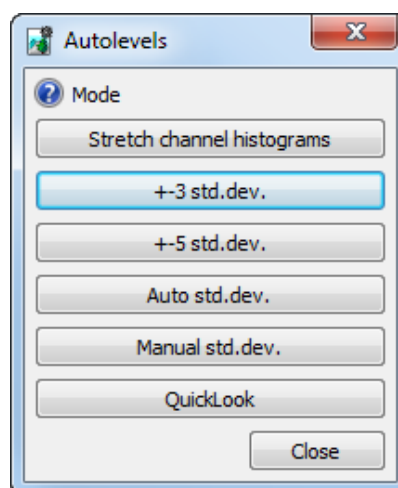 Autolevels
Mode
Stretch channel histograms
+-3 std.dev.
+-5 std.dev.
Auto std.dev.
Manual std.dev.
QuickLook
Close